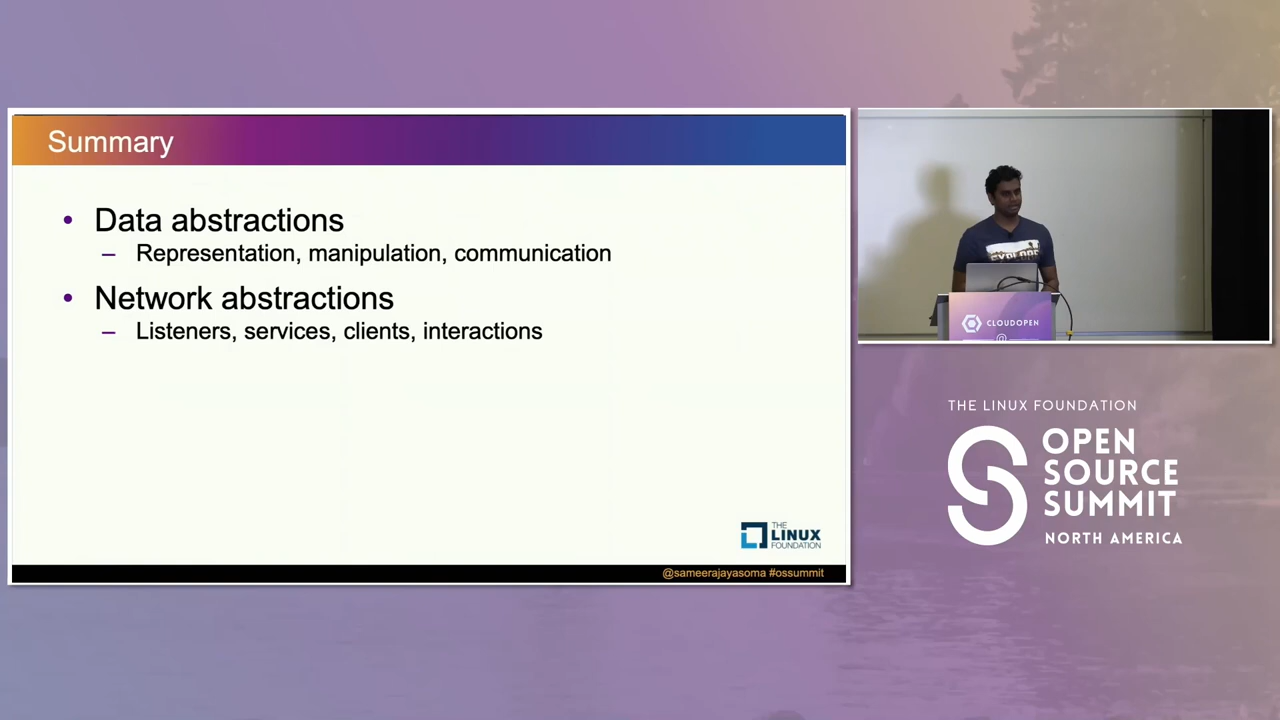 Summary
• Data abstractions
– Representation, manipulation, communication
• Network abstractions
– Listeners, services, clients, interactions
THE
LINUX
FOUNDATION
@sameerajayasoma #ossummit
EXPLORE
CLOUDOPEN
THE LINUX FOUNDATION
OPEN
SOURCE
SUMMIT
NORTH AMERICA